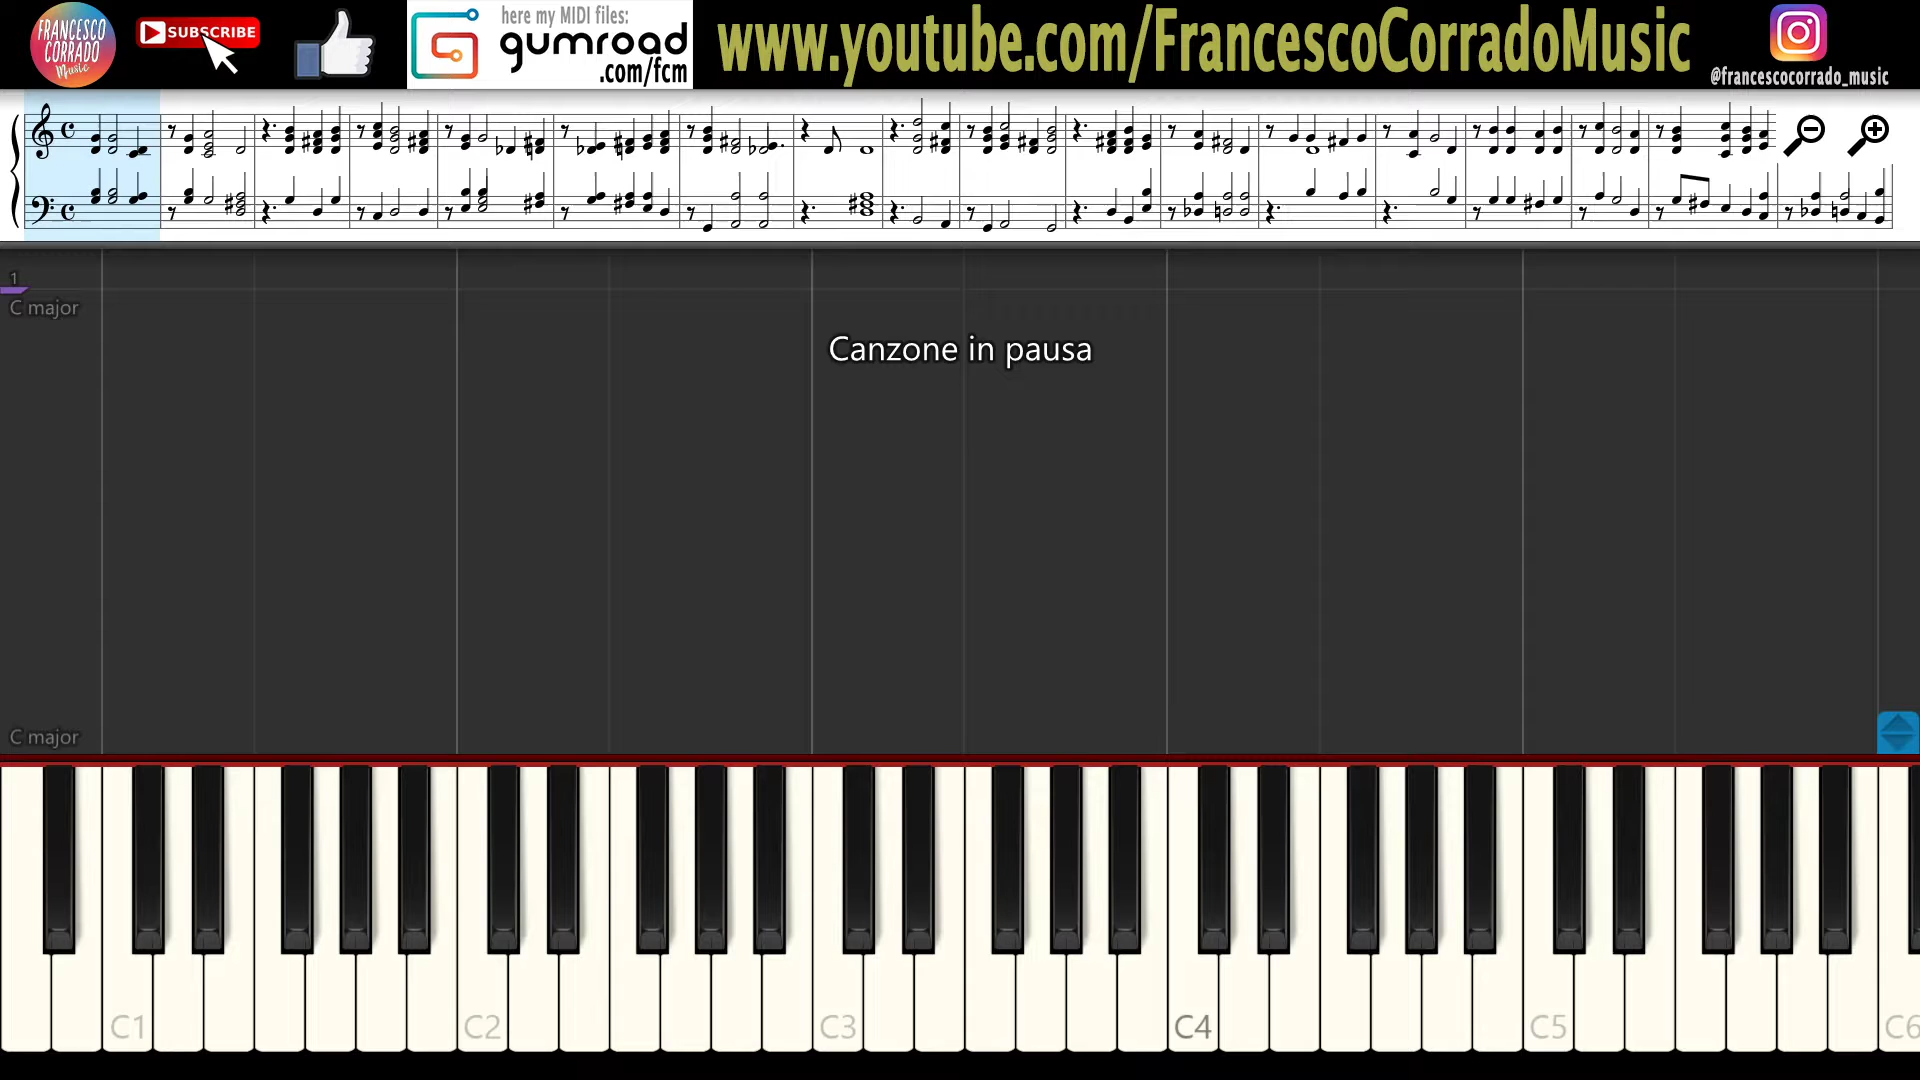 FRANCESCO
CORRADO
Music
SUBSCRIBE
here my MIDI files:
gumroad
.com/fcm
www.youtube.com/FrancescoCorradoMusic
@francescocorrado_music
1
C major
Canzone in pausa
C major
C1
C2
C3
C4
C5
C6